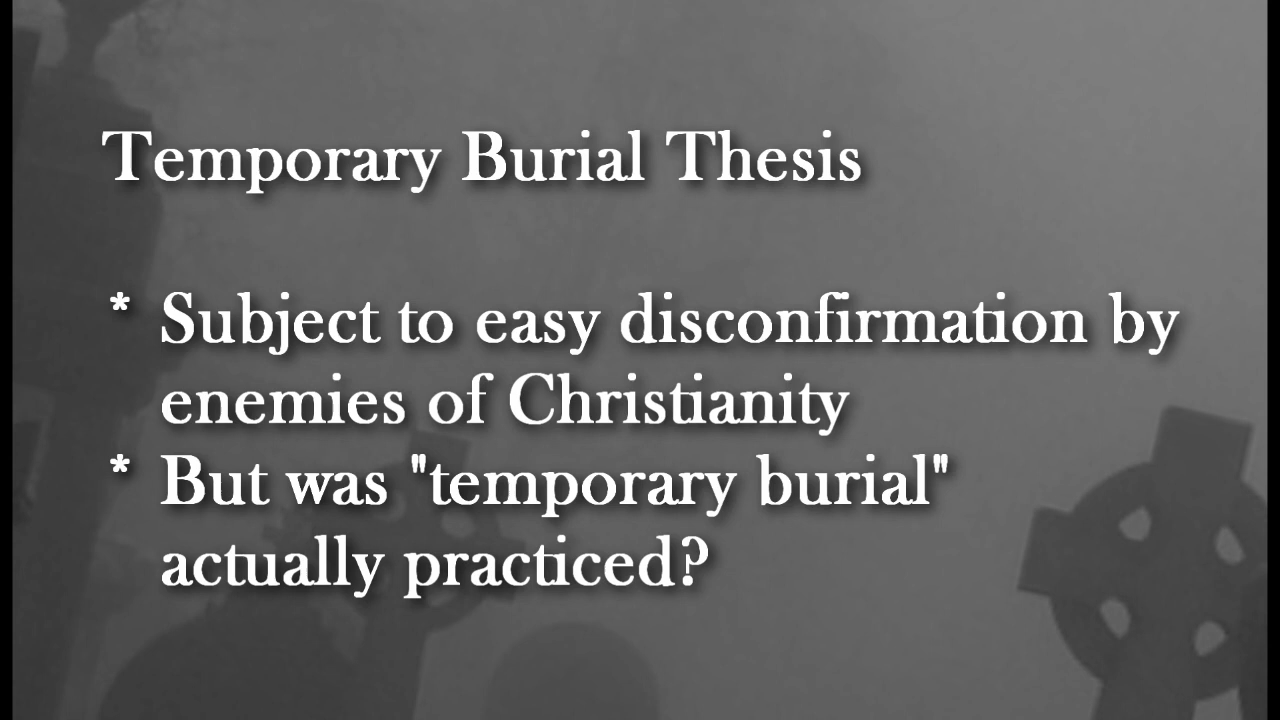 Temporary Burial Thesis
* Subject to easy disconfirmation by
enemies of Christianity
* But was "temporary burial"
actually practiced?